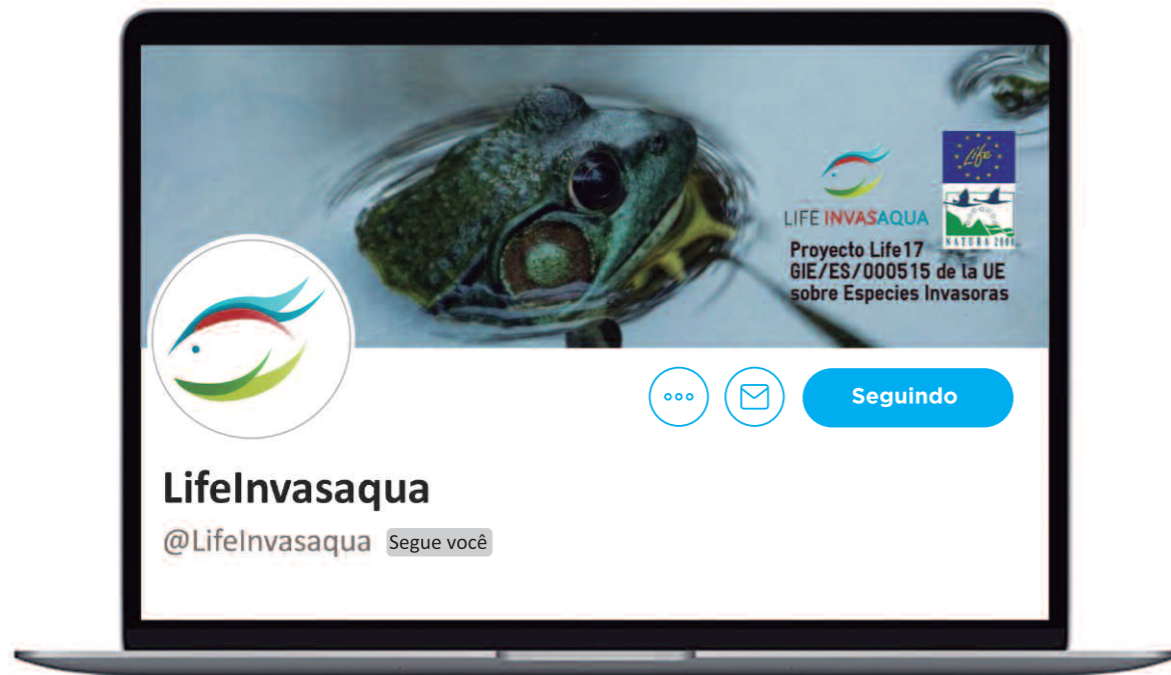 Life
LIFE INVASAQUA
NATURA 2000
Proyecto Life17
GIE/ES/000515 de la UE
sobre Especies Invasoras
Seguindo
LifeInvasaqua
@LifeInvasaqua Segue você